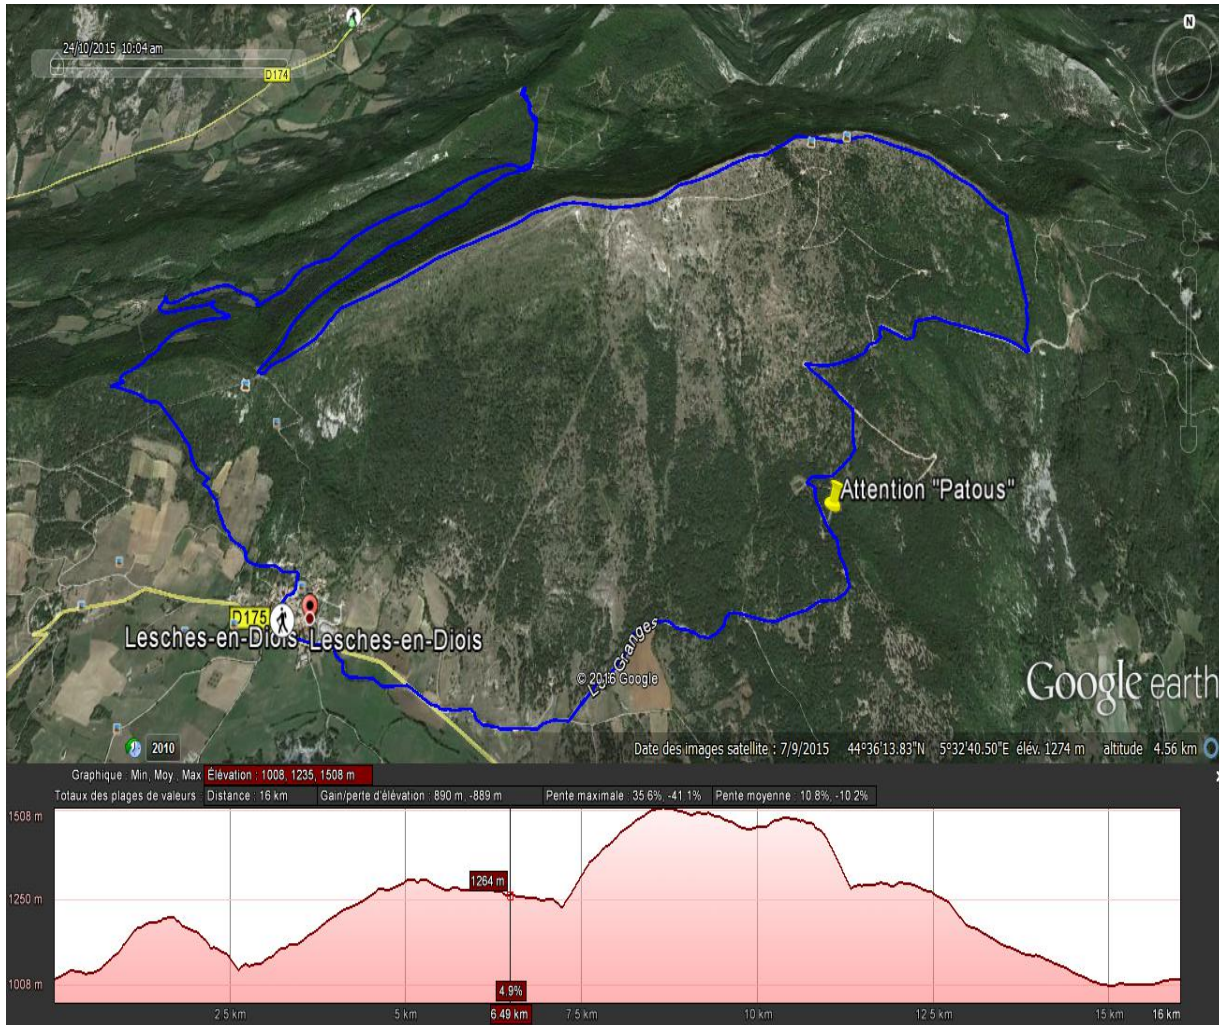 N
24/10/2015 10:04 am
D174
Attention "Patous"
D175
Lesches-en-Diois
Lesches-en-Diois
Les Granges
© 2016 Google
Google earth
2010
Date des images satellite : 7/9/2015 44°36'13.83"N 5°32'40.50"E élév. 1274 m altitude 4.56 km
Graphique : Min, Moy., Max Élévation : 1008, 1235, 1508 m
Totaux des plages de valeurs : Distance : 16 km Gain/perte d'élévation : 890 m, -889 m Pente maximale : 35.6%, -41.1% Pente moyenne : 10.8%, -10.2%
1508 m
1264 m
1250 m
1008 m
4.9%
2.5 km 5 km 6.49 km 7.5 km 10 km 12.5 km 15 km 16 km